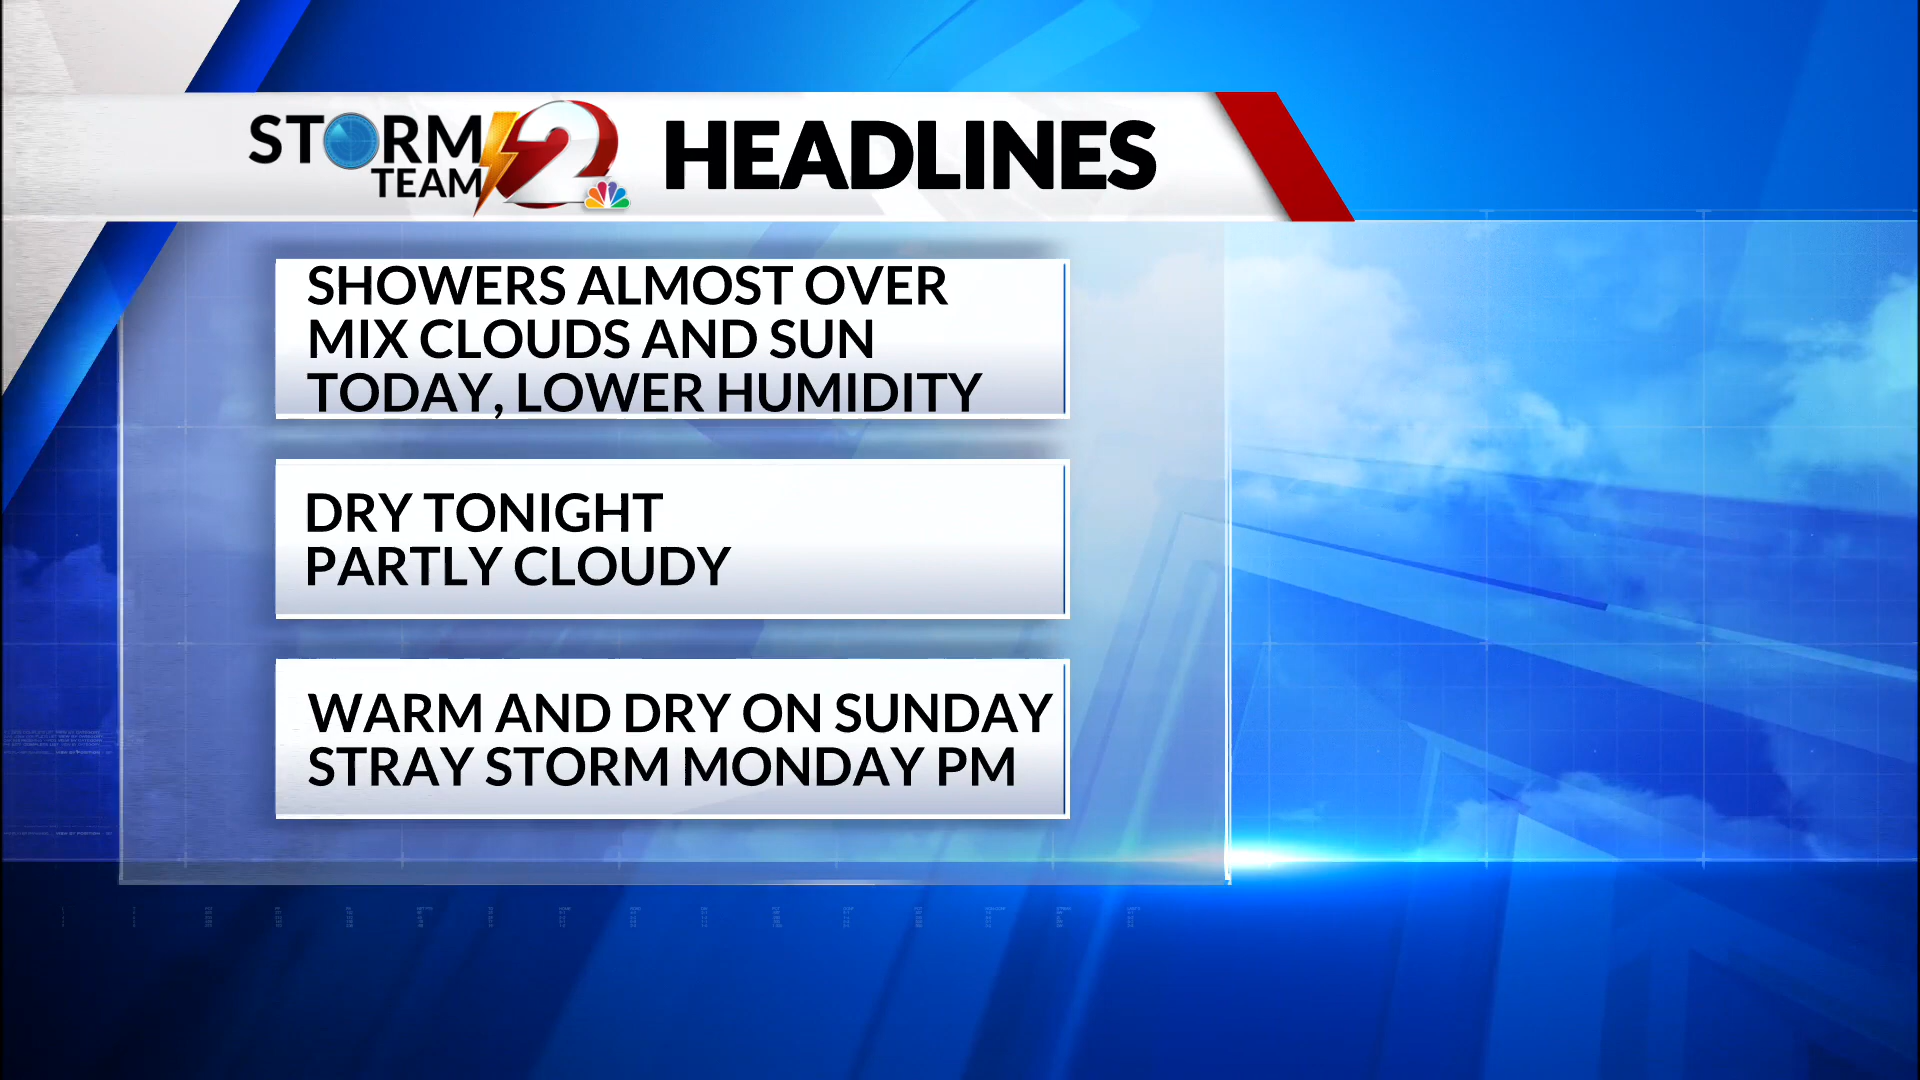 STORM
TEAM
2
HEADLINES
SHOWERS ALMOST OVER
MIX CLOUDS AND SUN
TODAY, LOWER HUMIDITY
DRY TONIGHT
PARTLY CLOUDY
WARM AND DRY ON SUNDAY
STRAY STORM MONDAY PM